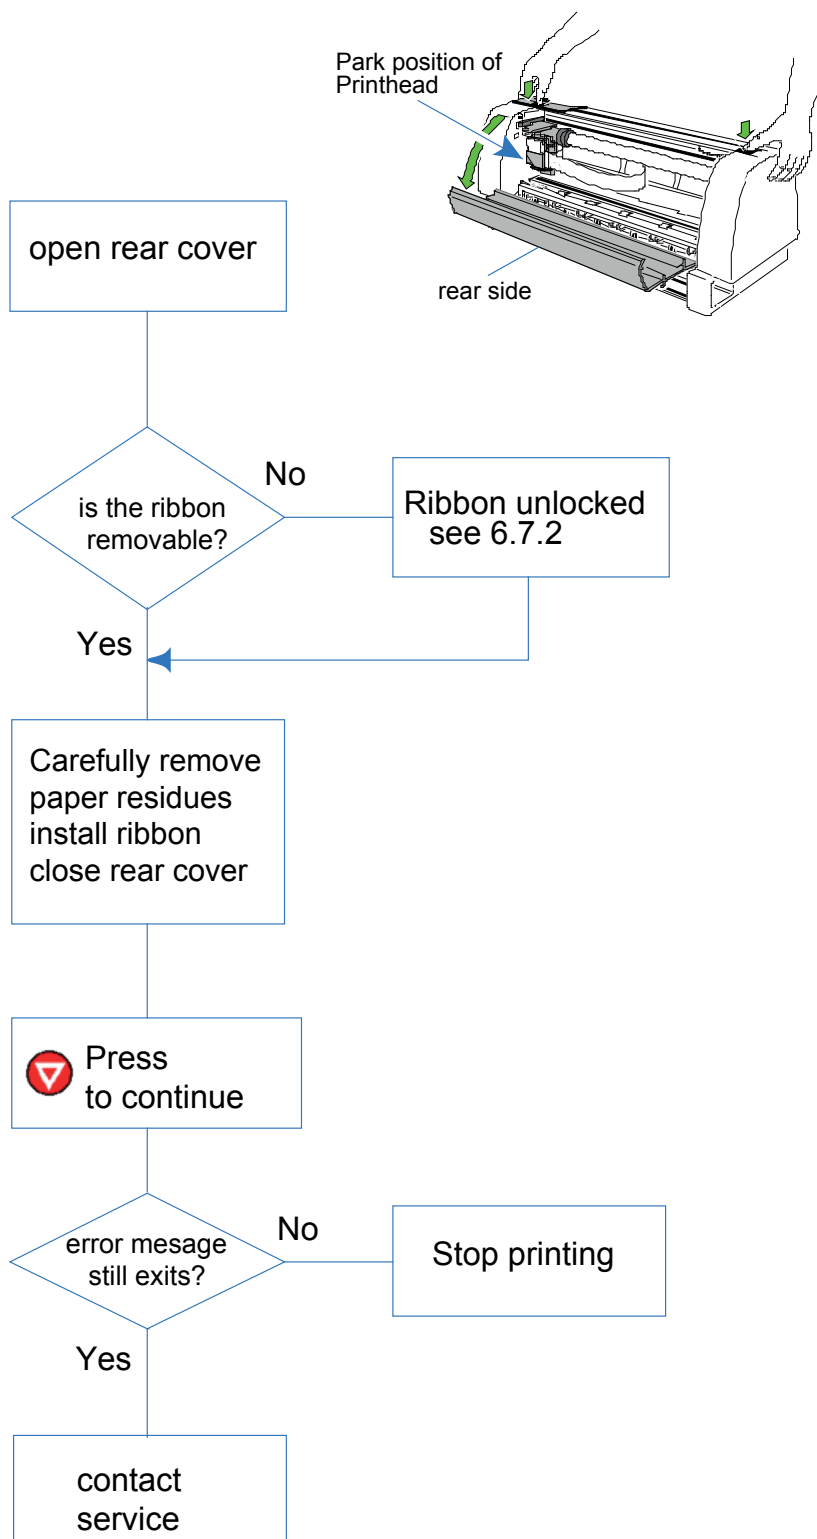 Park position of
Printhead
rear side
open rear cover
is the ribbon
removable?
No
Ribbon unlocked
see 6.7.2
Yes
Carefully remove
paper residues
install ribbon
close rear cover
Press
to continue
error mesage
still exits?
No
Stop printing
Yes
contact
service